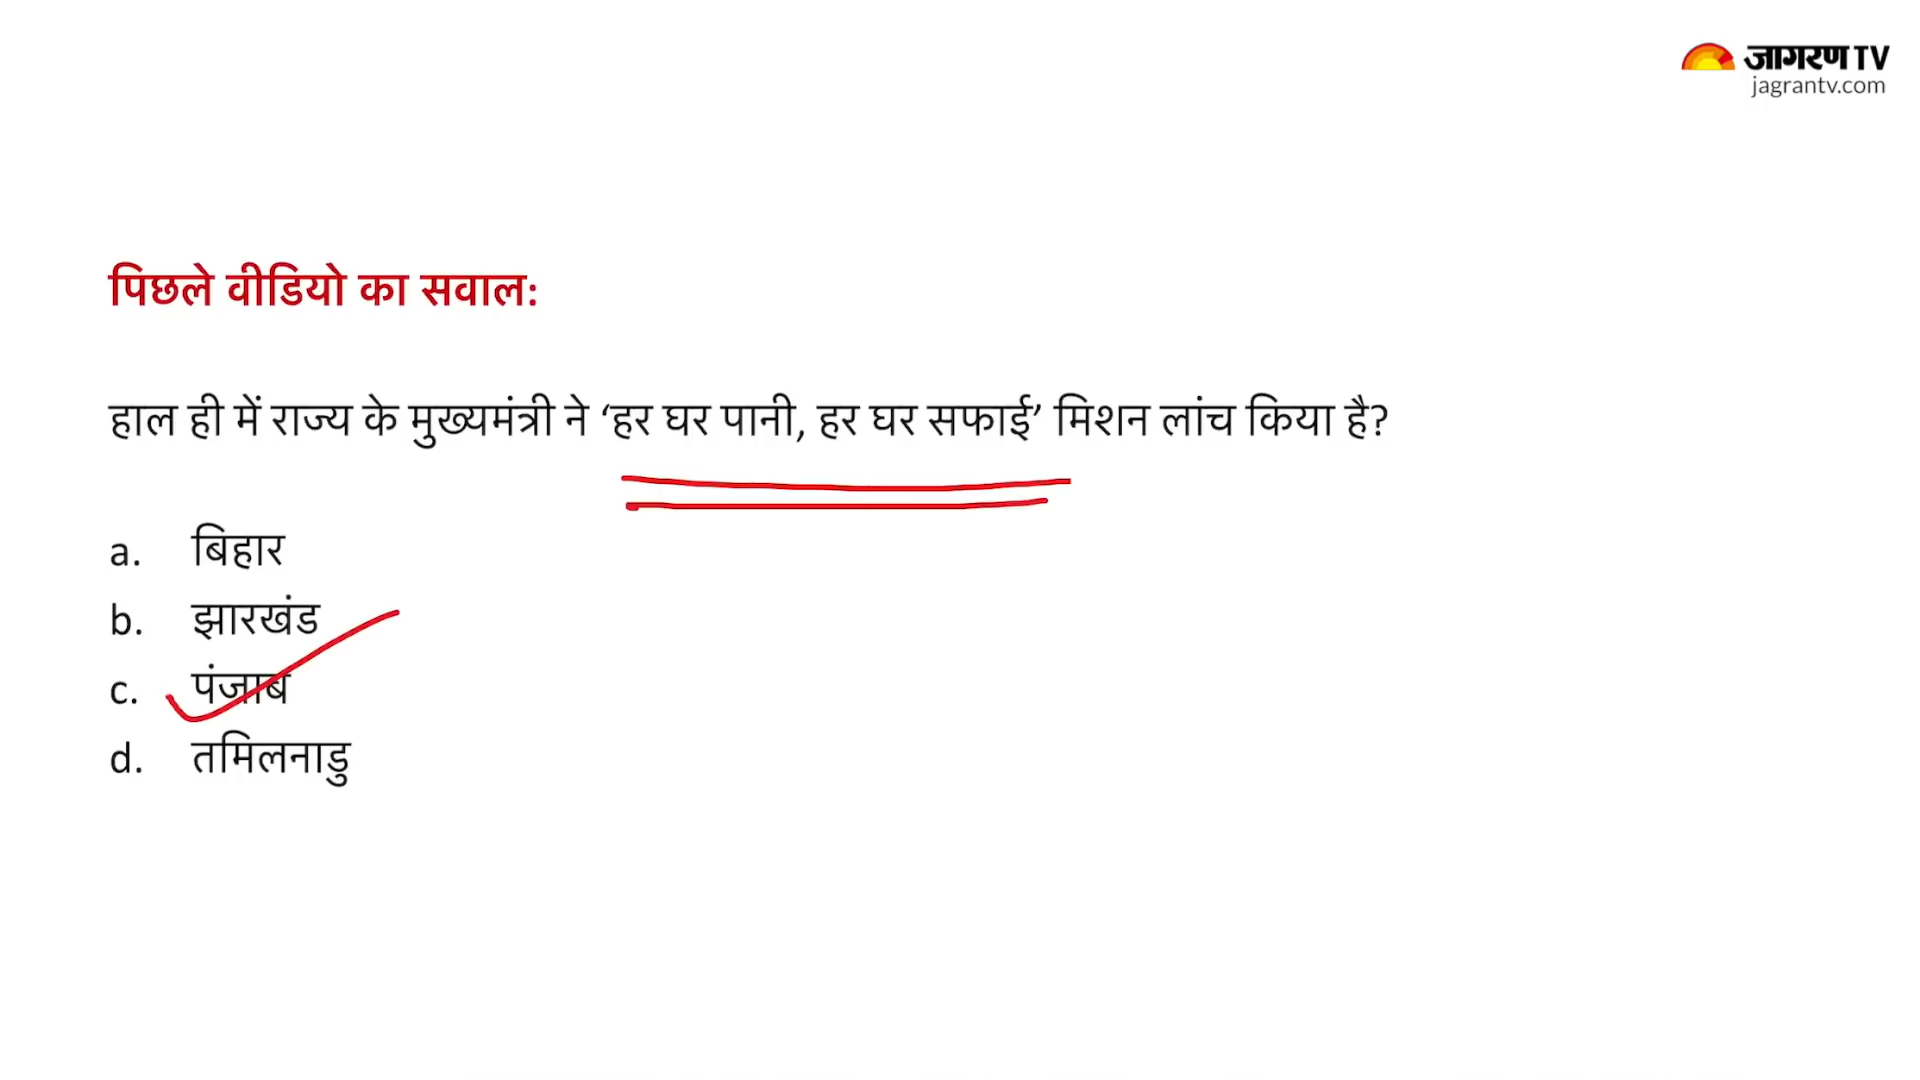 जागरण TV
jagrantv.com
पिछले वीडियो का सवाल:
हाल ही में राज्य के मुख्यमंत्री ने ‘हर घर पानी, हर घर सफाई’ मिशन लांच किया है?
a. बिहार
b. झारखंड
c. पंजाब
d. तमिलनाडु